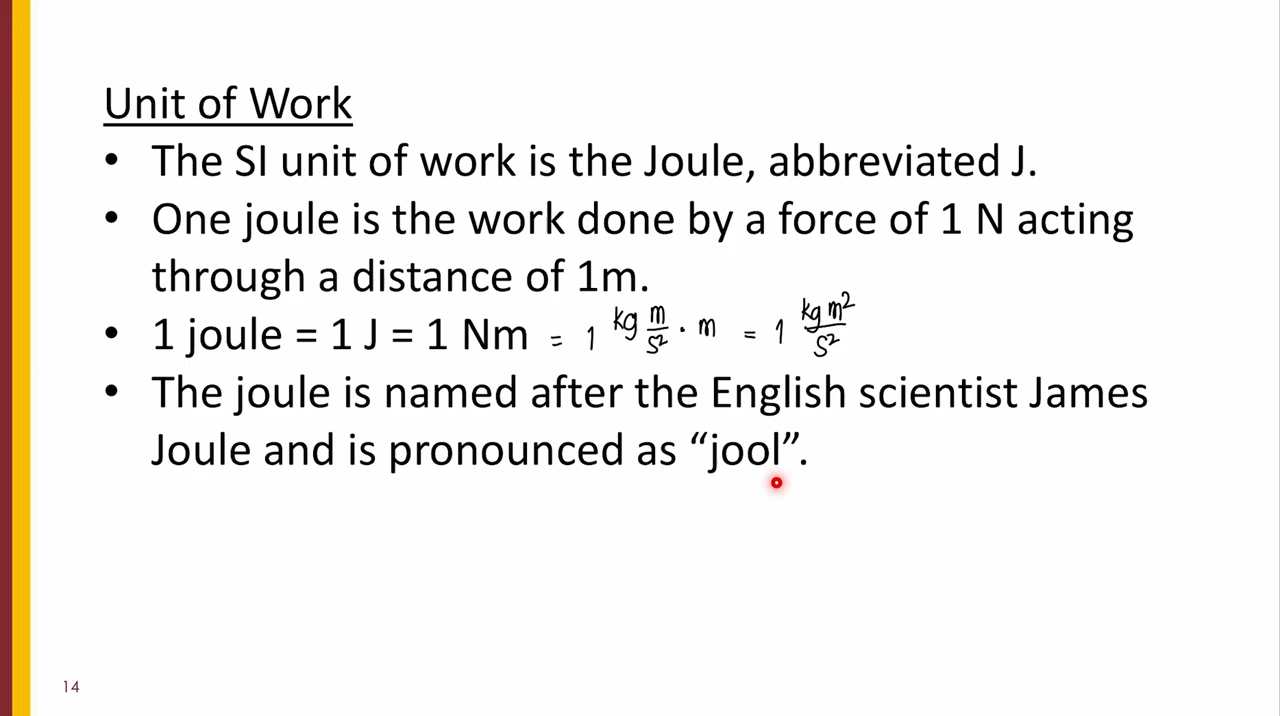 Unit of Work
• The SI unit of work is the Joule, abbreviated J.
• One joule is the work done by a force of 1 N acting
through a distance of 1m.
• 1 joule = 1 J = 1 Nm = 1 kg m/s² · m = 1 kg m²/s²
• The joule is named after the English scientist James
Joule and is pronounced as “jool”.
14